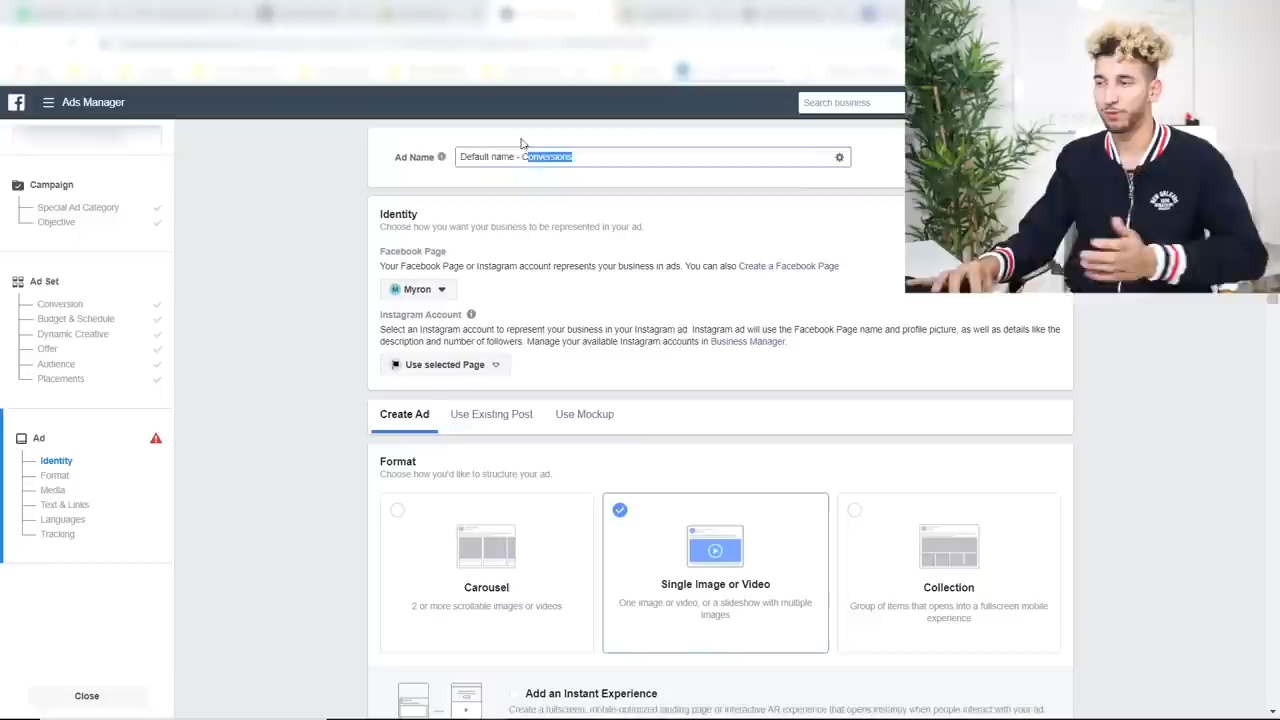 Ads Manager
Search business
Ad Name
Default name - Conversions
Campaign
Special Ad Category
Objective
Ad Set
Conversion
Budget & Schedule
Dynamic Creative
Offer
Audience
Placements
Ad
Identity
Format
Media
Text & Links
Languages
Tracking
Close
Identity
Choose how you want your business to be represented in your ad.
Facebook Page
Your Facebook Page or Instagram account represents your business in ads. You can also Create a Facebook Page
M Myron
Instagram Account
Select an Instagram account to represent your business in your Instagram ad. Instagram ad will use the Facebook Page name and profile picture, as well as details like the
description and number of followers. Manage your available Instagram accounts in Business Manager.
Use selected Page
Create Ad
Use Existing Post
Use Mockup
Format
Choose how you'd like to structure your ad.
Carousel
2 or more scrollable images or videos
Single Image or Video
One image or video, or a slideshow with multiple
images
Collection
Group of items that opens into a fullscreen mobile
experience
Add an Instant Experience
Create a fullscreen, mobile-optimized landing page or interactive AR experience that opens instantly when people interact with your ad.
NEW ORLEANS